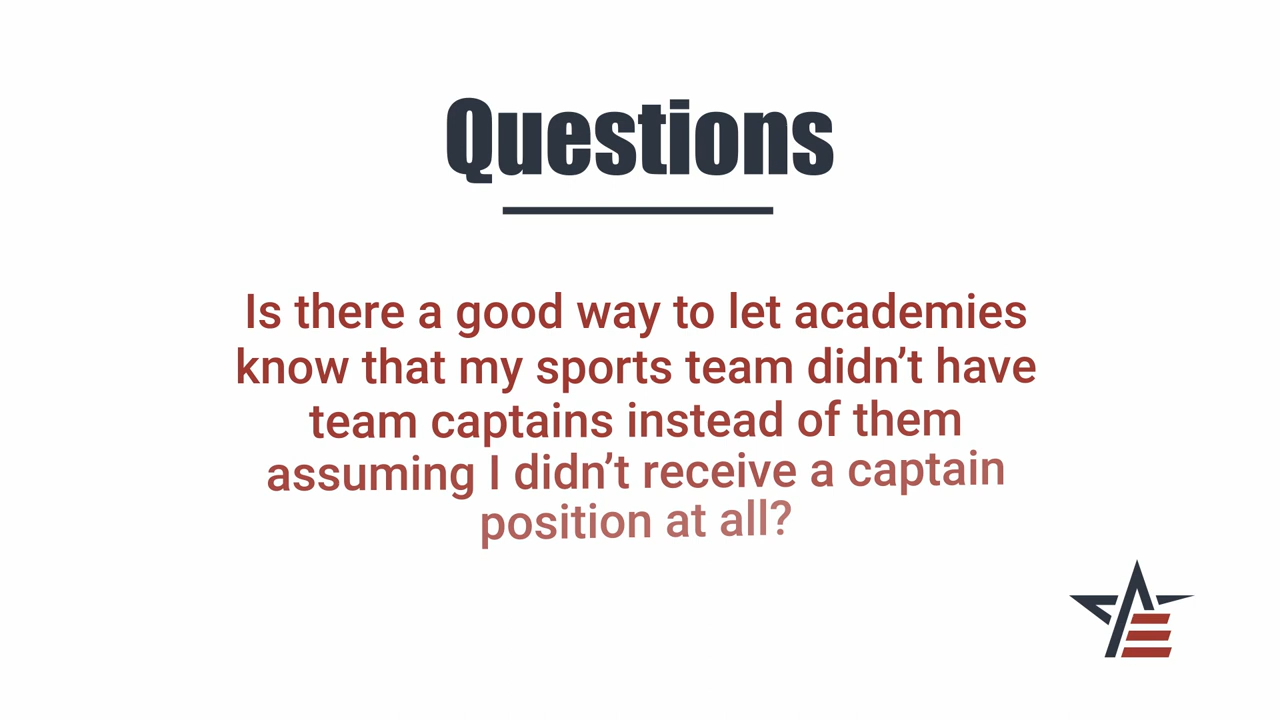 Questions
Is there a good way to let academies
know that my sports team didn’t have
team captains instead of them
assuming I didn’t receive a captain
position at all?